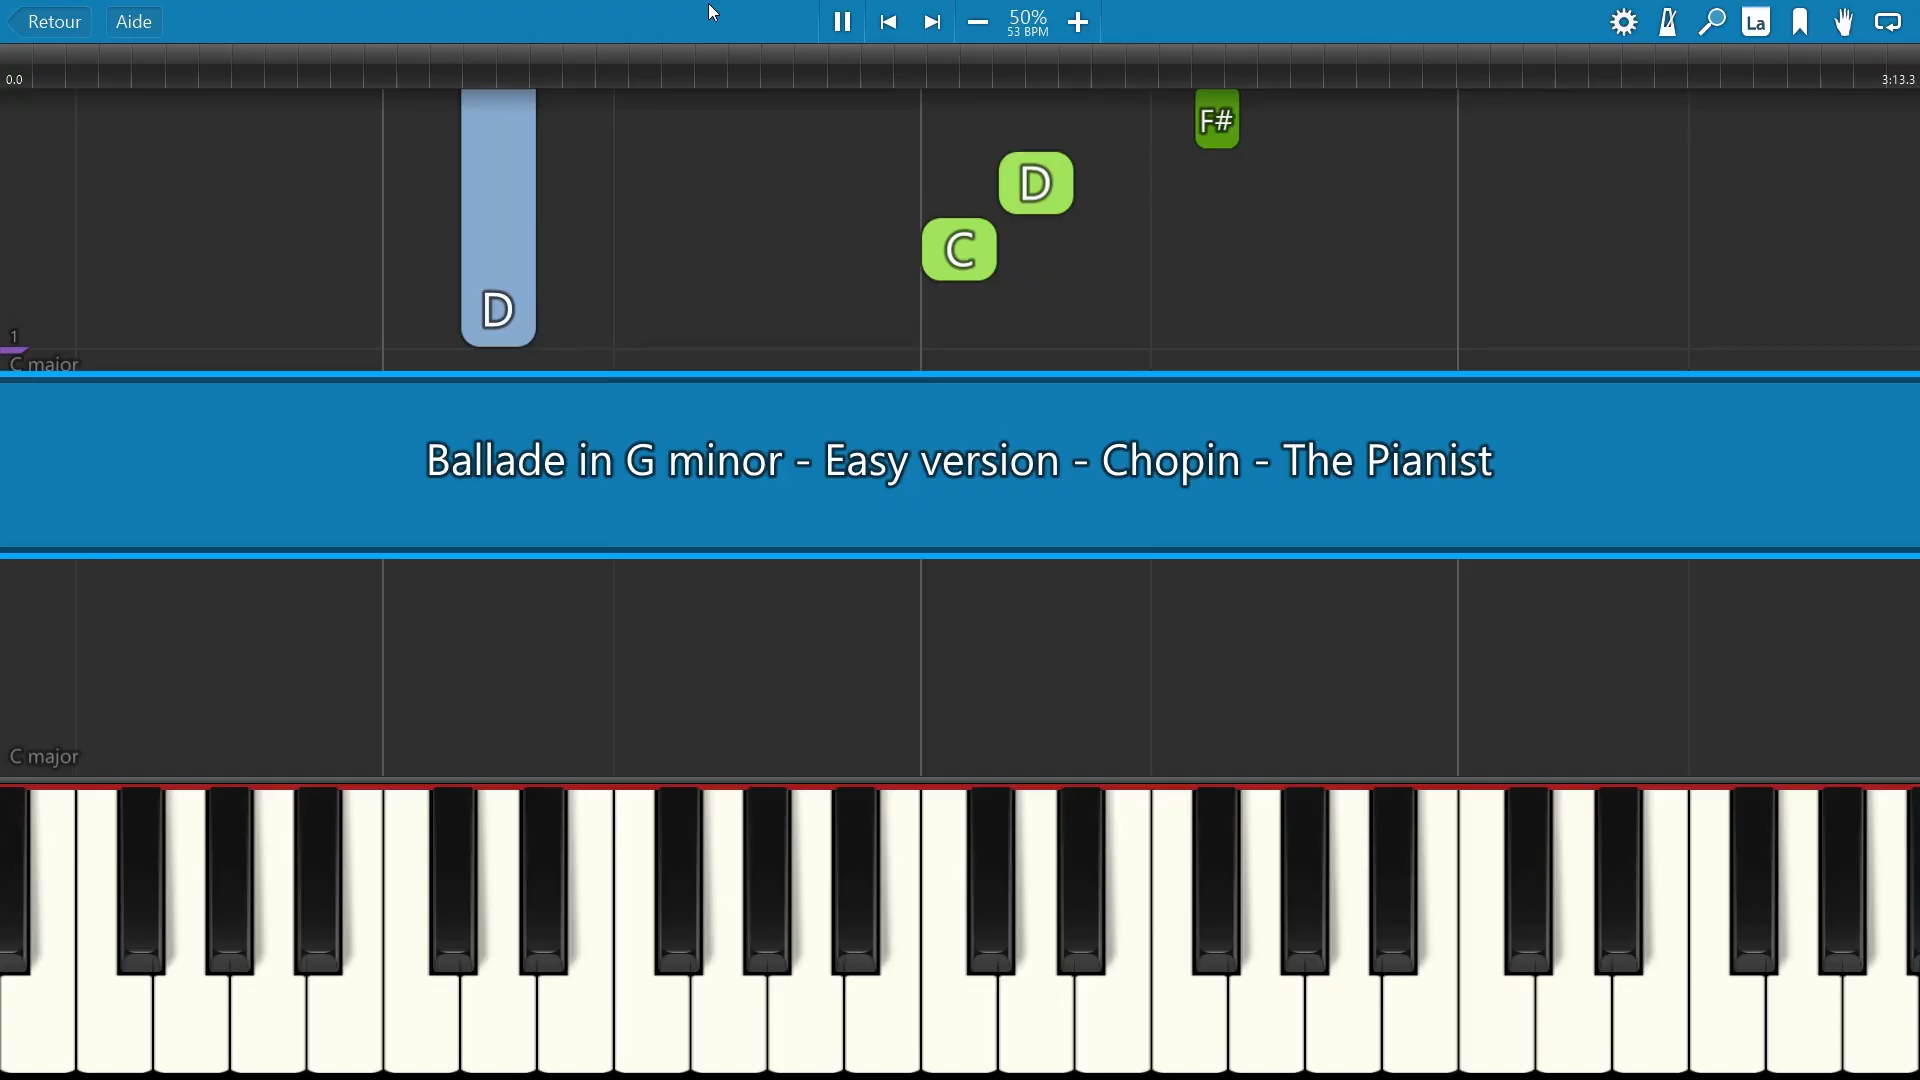 Retour Aide
50%
53 BPM
La
0.0
3:13.3
F#
D
C
D
1
C major
Ballade in G minor - Easy version - Chopin - The Pianist
C major